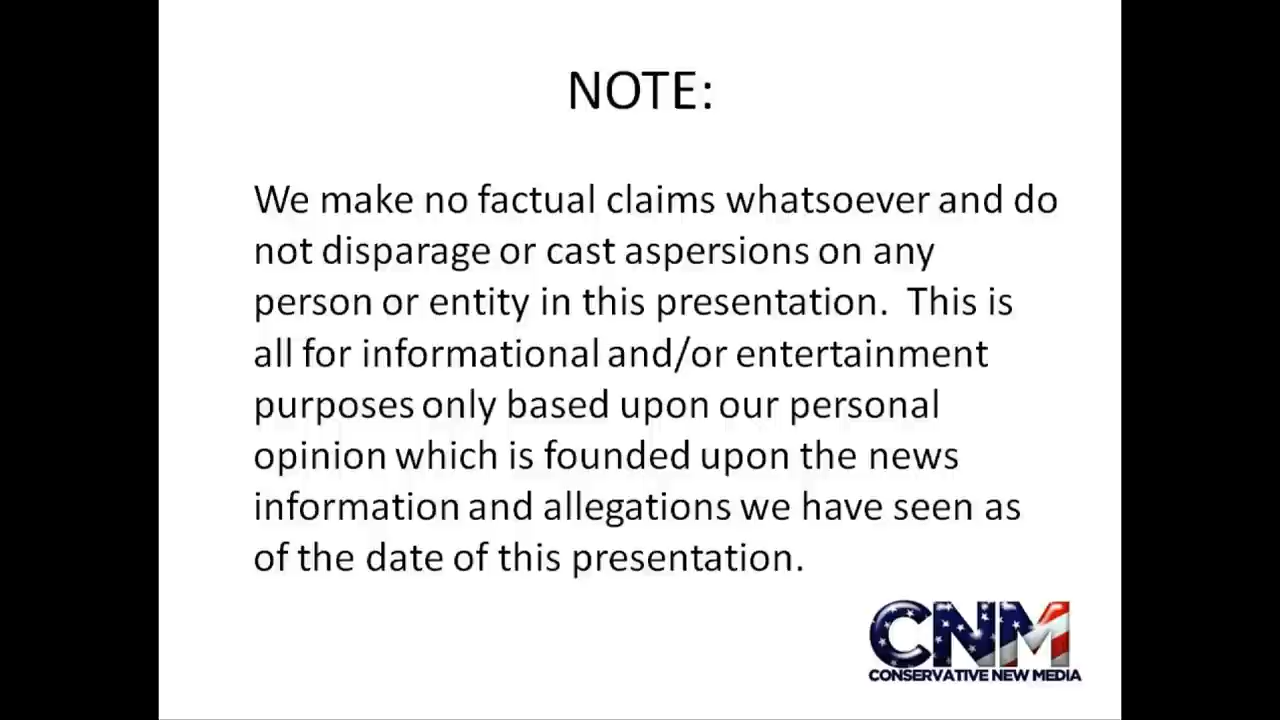 NOTE:
We make no factual claims whatsoever and do
not disparage or cast aspersions on any
person or entity in this presentation. This is
all for informational and/or entertainment
purposes only based upon our personal
opinion which is founded upon the news
information and allegations we have seen as
of the date of this presentation.
CNM
CONSERVATIVE NEW MEDIA